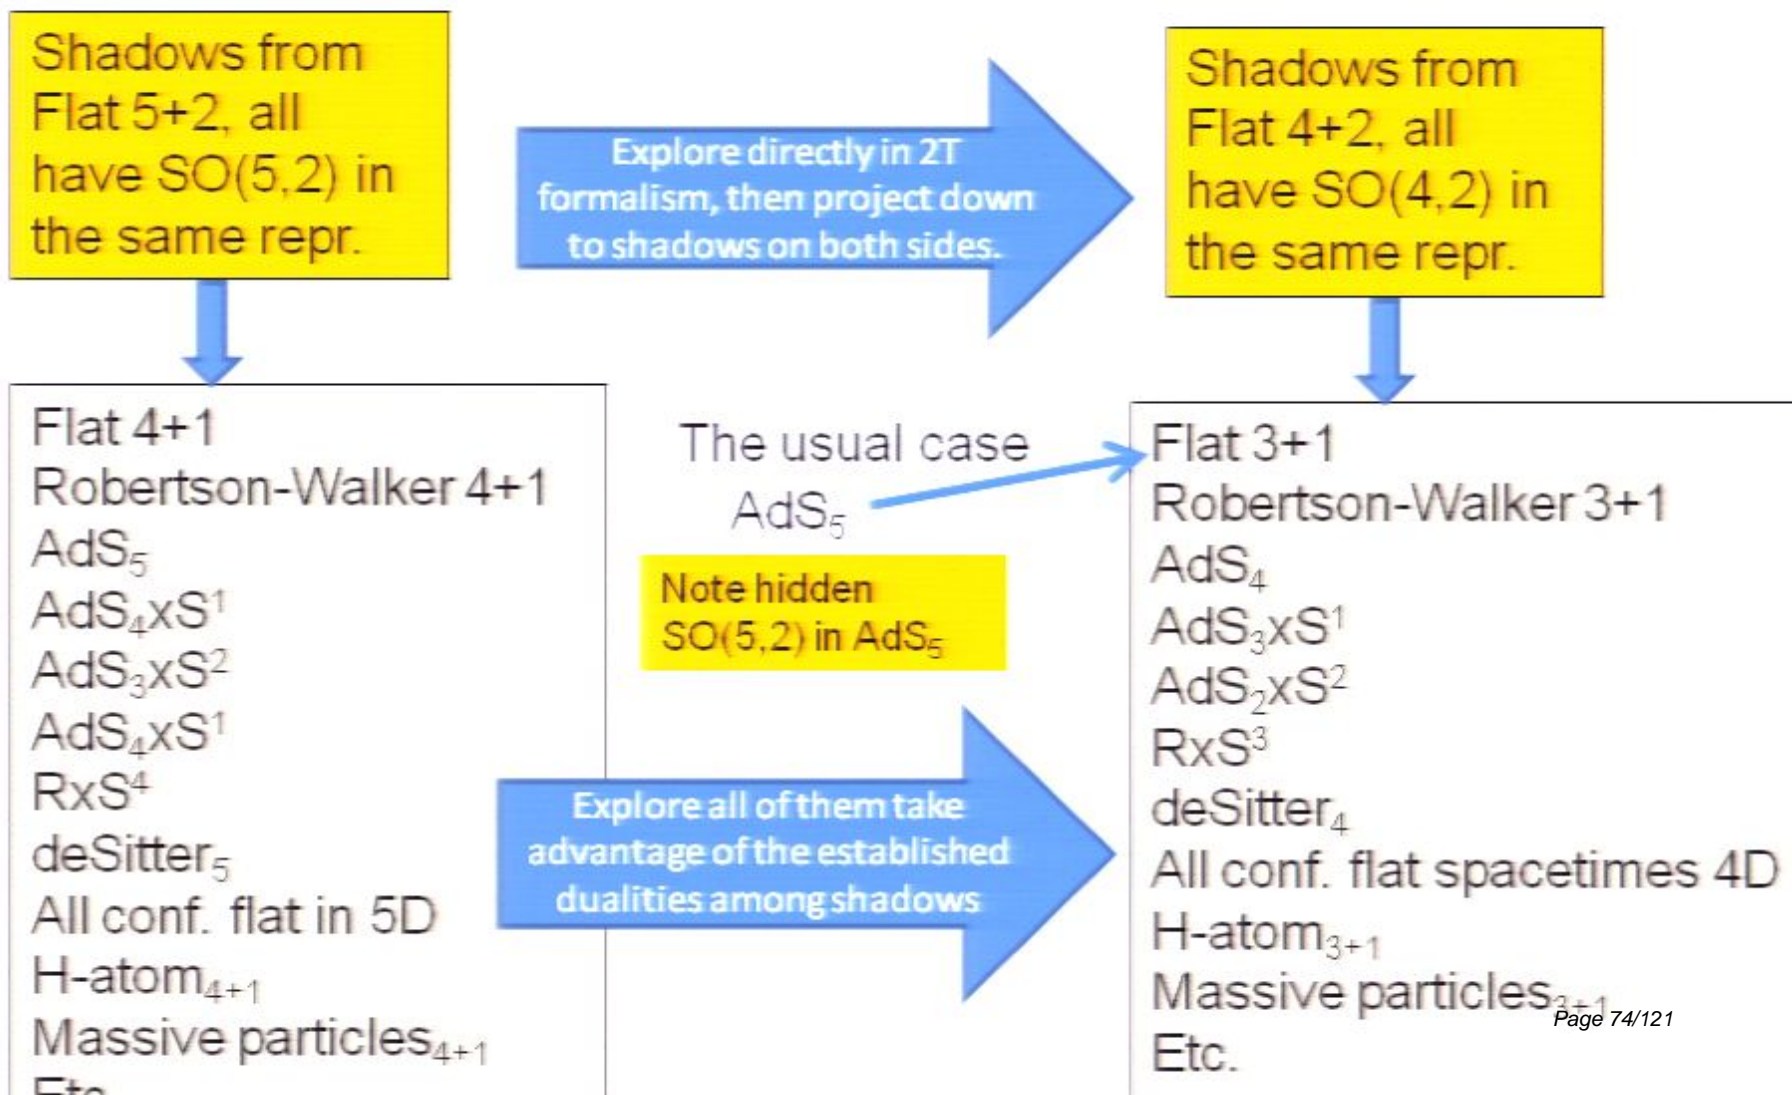 Shadows from
Flat 5+2, all
have SO(5,2) in
the same repr.
Explore directly in 2T
formalism, then project down
to shadows on both sides.
Shadows from
Flat 4+2, all
have SO(4,2) in
the same repr.
Flat 4+1
Robertson-Walker 4+1
AdS₅
AdS₄xS¹
AdS₃xS²
AdS₄xS¹
RxS⁴
deSitter₅
All conf. flat in 5D
H-atom₄₊₁
Massive particles₄₊₁
Etc
The usual case
AdS₅
Note hidden
SO(5,2) in AdS₅
Explore all of them take
advantage of the established
dualities among shadows
Flat 3+1
Robertson-Walker 3+1
AdS₄
AdS₃xS¹
AdS₂xS²
RxS³
deSitter₄
All conf. flat spacetimes 4D
H-atom₃₊₁
Massive particles₃₊₁
Etc.
Page 74/121